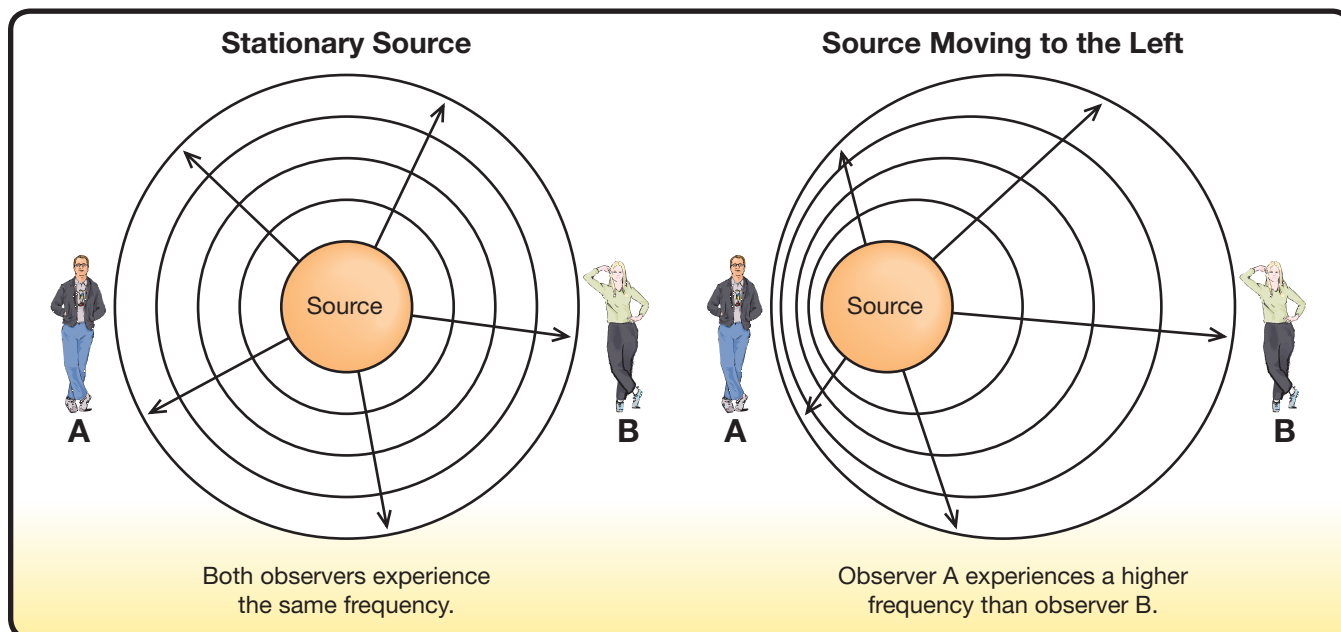 Stationary Source
Source
A
B
Both observers experience
the same frequency.
Source Moving to the Left
Source
A
B
Observer A experiences a higher
frequency than observer B.